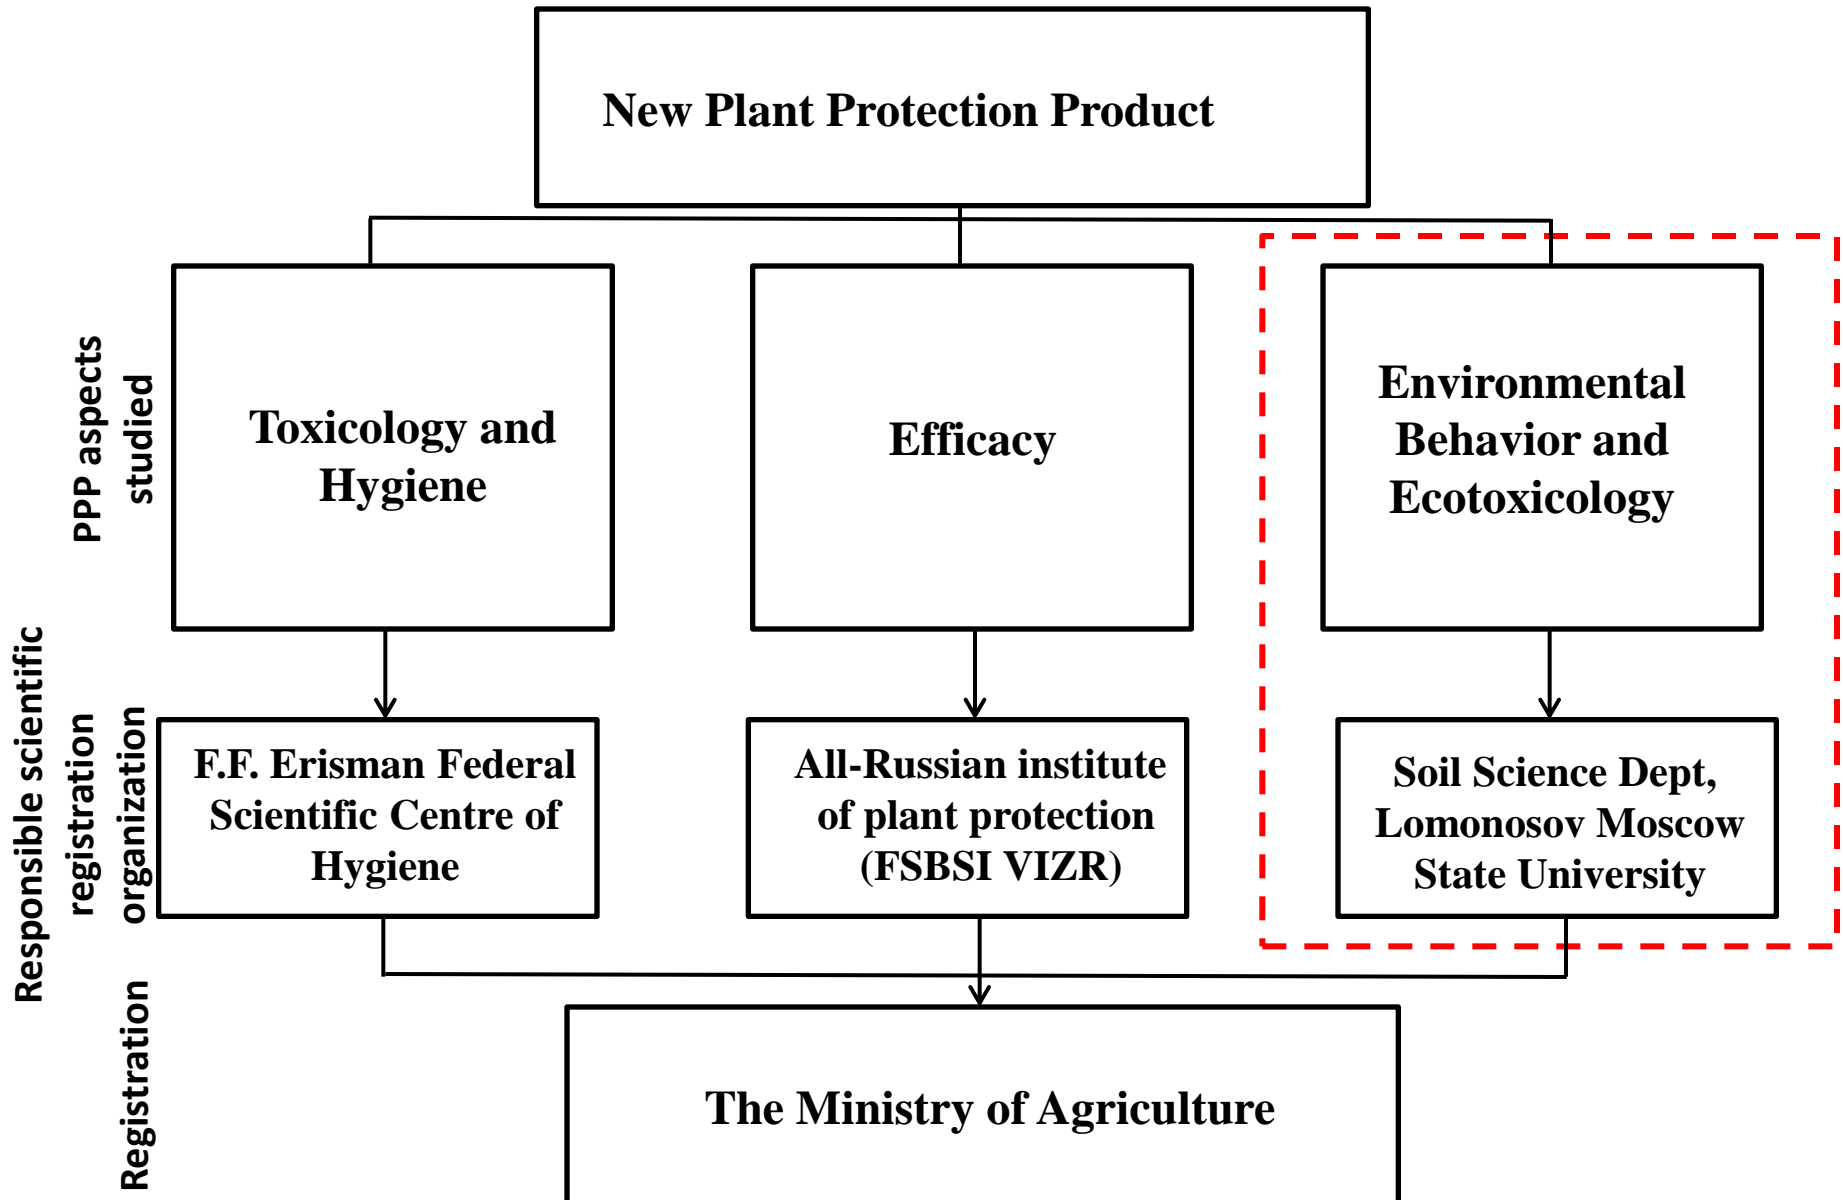 New Plant Protection Product
PPP aspects
studied
Toxicology and
Hygiene
Efficacy
Environmental
Behavior and
Ecotoxicology
Responsible scientific
registration
organization
F.F. Erisman Federal
Scientific Centre of
Hygiene
All-Russian institute
of plant protection
(FSBSI VIZR)
Soil Science Dept,
Lomonosov Moscow
State University
Registration
The Ministry of Agriculture